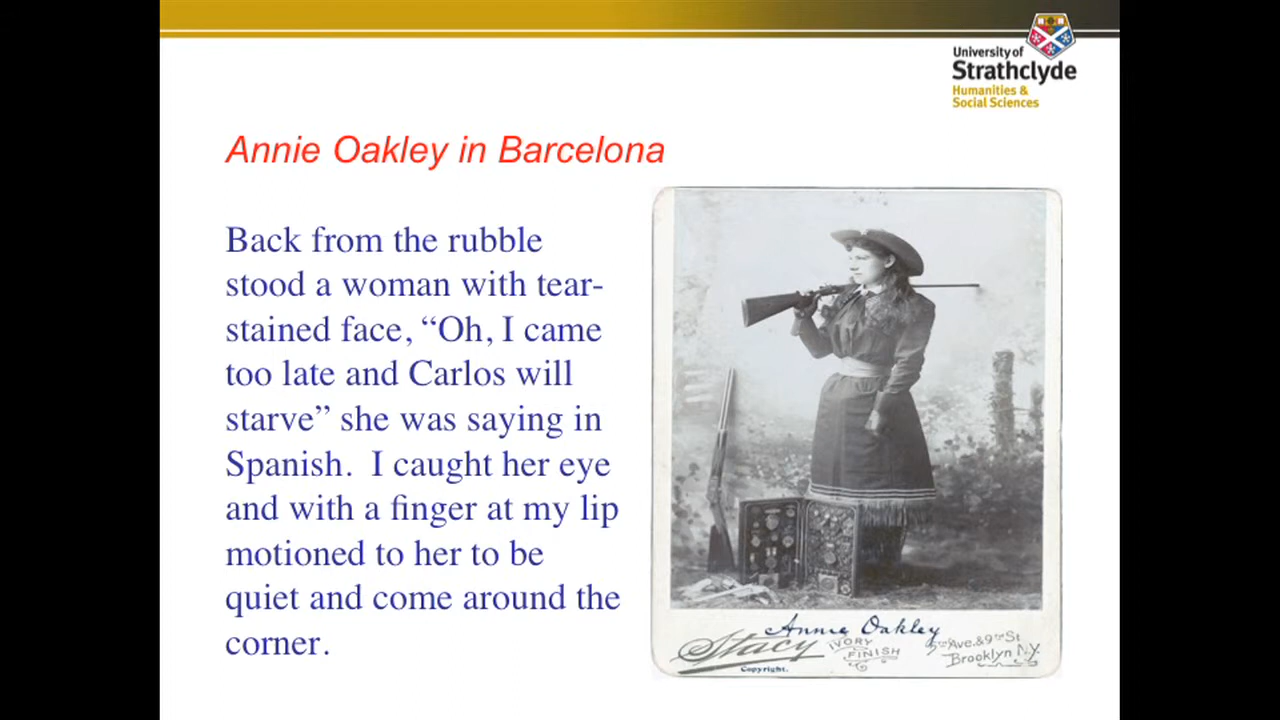 University of
Strathclyde
Humanities &
Social Sciences
Annie Oakley in Barcelona
Back from the rubble
stood a woman with tear-
stained face, “Oh, I came
too late and Carlos will
starve” she was saying in
Spanish.  I caught her eye
and with a finger at my lip
motioned to her to be
quiet and come around the
corner.
Annie Oakley
Stacy
IVORY
FINISH
5TH Ave. & 9TH St
Brooklyn N.Y.
Copyright.